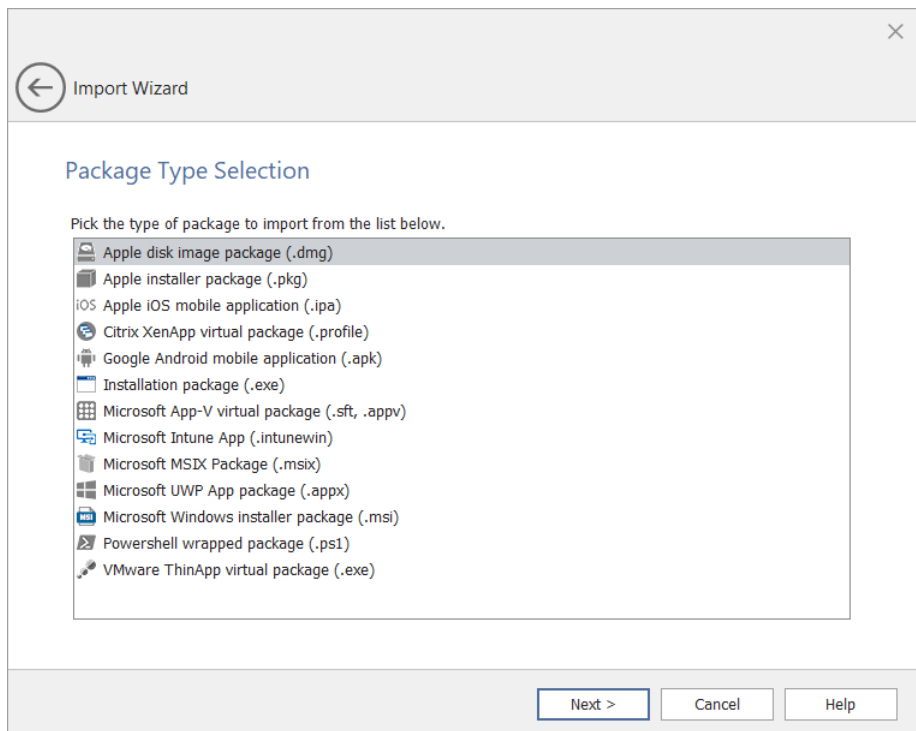 Import Wizard
Package Type Selection
Pick the type of package to import from the list below.
Apple disk image package (.dmg)
Apple installer package (.pkg)
iOS Apple iOS mobile application (.ipa)
Citrix XenApp virtual package (.profile)
Google Android mobile application (.apk)
Installation package (.exe)
Microsoft App-V virtual package (.sft, .appv)
Microsoft Intune App (.intunewin)
Microsoft MSIX Package (.msix)
Microsoft UWP App package (.appx)
MSI Microsoft Windows installer package (.msi)
Powershell wrapped package (.ps1)
VMware ThinApp virtual package (.exe)
Next > Cancel Help